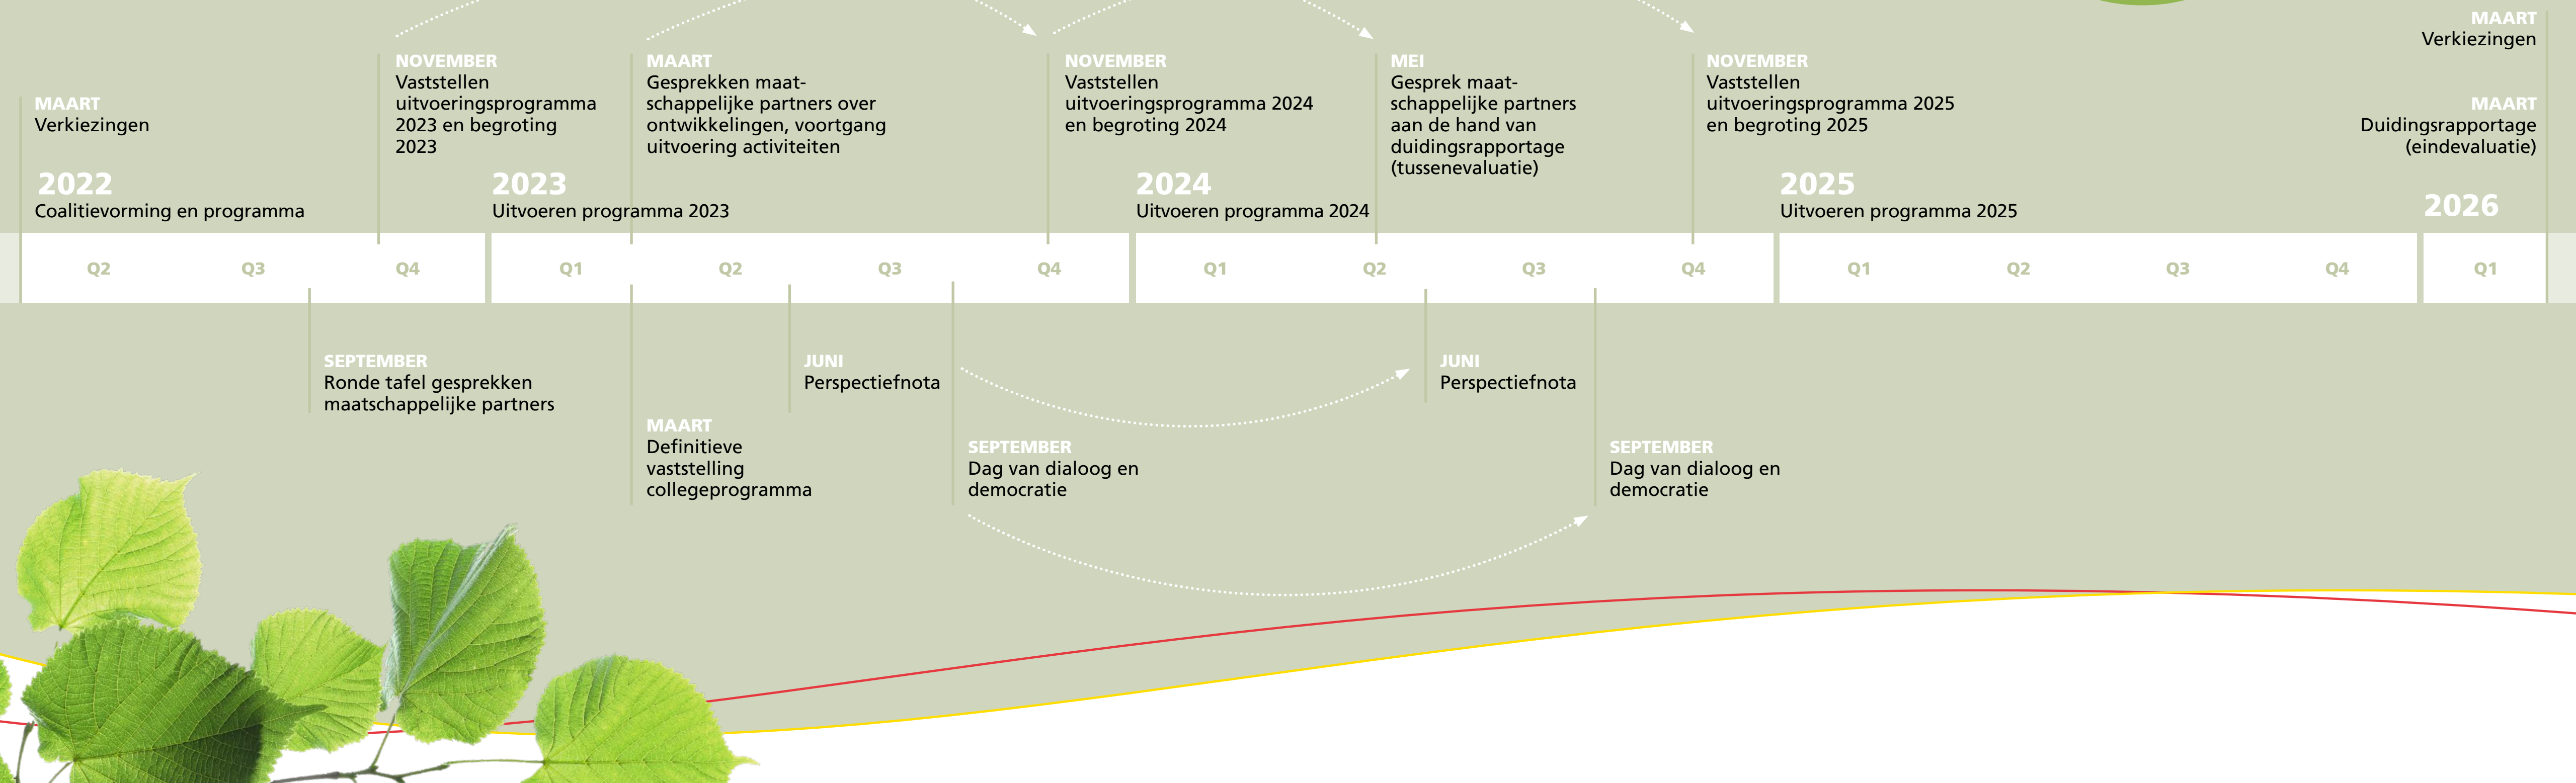 MAART
Verkiezingen
NOVEMBER
Vaststellen
uitvoeringsprogramma
2023 en begroting
2023
MAART
Gesprekken maat-
schappelijke partners over
ontwikkelingen, voortgang
uitvoering activiteiten
NOVEMBER
Vaststellen
uitvoeringsprogramma 2024
en begroting 2024
MEI
Gesprek maat-
schappelijke partners
aan de hand van
duidingsrapportage
(tussenevaluatie)
NOVEMBER
Vaststellen
uitvoeringsprogramma 2025
en begroting 2025
MAART
Verkiezingen
MAART
Duidingsrapportage
(eindevaluatie)
2022
Coalitievorming en programma
2023
Uitvoeren programma 2023
2024
Uitvoeren programma 2024
2025
Uitvoeren programma 2025
2026
Q2 Q3 Q4 Q1 Q2 Q3 Q4 Q1 Q2 Q3 Q4 Q1 Q2 Q3 Q4 Q1
SEPTEMBER
Ronde tafel gesprekken
maatschappelijke partners
MAART
Definitieve
vaststelling
collegeprogramma
JUNI
Perspectiefnota
SEPTEMBER
Dag van dialoog en
democratie
JUNI
Perspectiefnota
SEPTEMBER
Dag van dialoog en
democratie